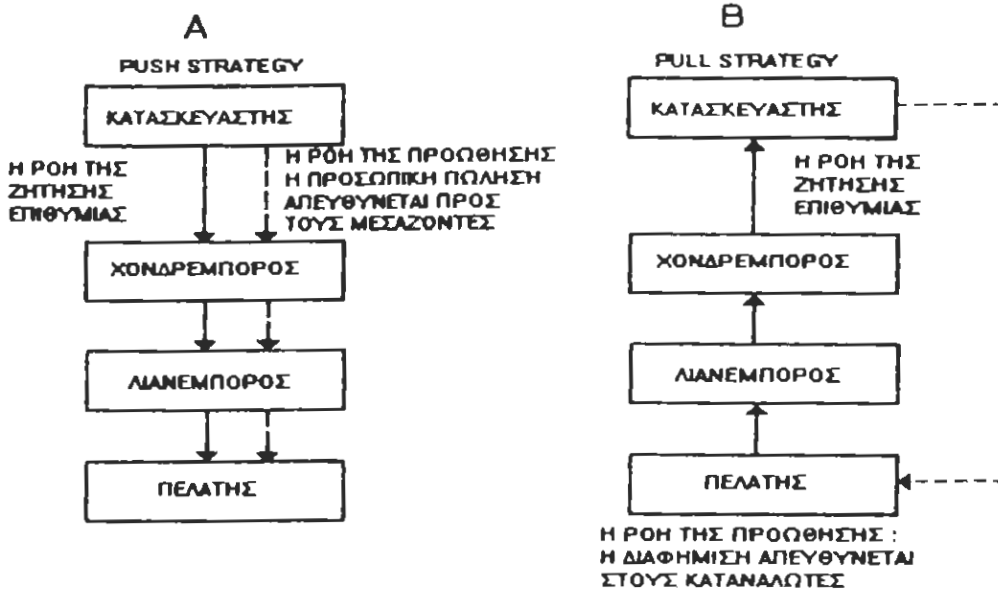 A
PUSH STRATEGY
ΚΑΤΑΣΚΕΥΑΣΤΗΣ
Η ΡΟΗ ΤΗΣ
ΖΗΤΗΣΗΣ
ΕΠΙΘΥΜΙΑΣ
Η ΡΟΗ ΤΗΣ ΠΡΟΩΘΗΣΗΣ
Η ΠΡΟΣΩΠΙΚΗ ΠΩΛΗΣΗ
ΑΠΕΥΘΥΝΕΤΑΙ ΠΡΟΣ
ΤΟΥΣ ΜΕΣΑΖΟΝΤΕΣ
ΧΟΝΔΡΕΜΠΟΡΟΣ
ΛΙΑΝΕΜΠΟΡΟΣ
ΠΕΛΑΤΗΣ
B
PULL STRATEGY
ΚΑΤΑΣΚΕΥΑΣΤΗΣ
Η ΡΟΗ ΤΗΣ
ΖΗΤΗΣΗΣ
ΕΠΙΘΥΜΙΑΣ
ΧΟΝΔΡΕΜΠΟΡΟΣ
ΛΙΑΝΕΜΠΟΡΟΣ
ΠΕΛΑΤΗΣ
Η ΡΟΗ ΤΗΣ ΠΡΟΩΘΗΣΗΣ :
Η ΔΙΑΦΗΜΙΣΗ ΑΠΕΥΘΥΝΕΤΑΙ
ΣΤΟΥΣ ΚΑΤΑΝΑΛΩΤΕΣ